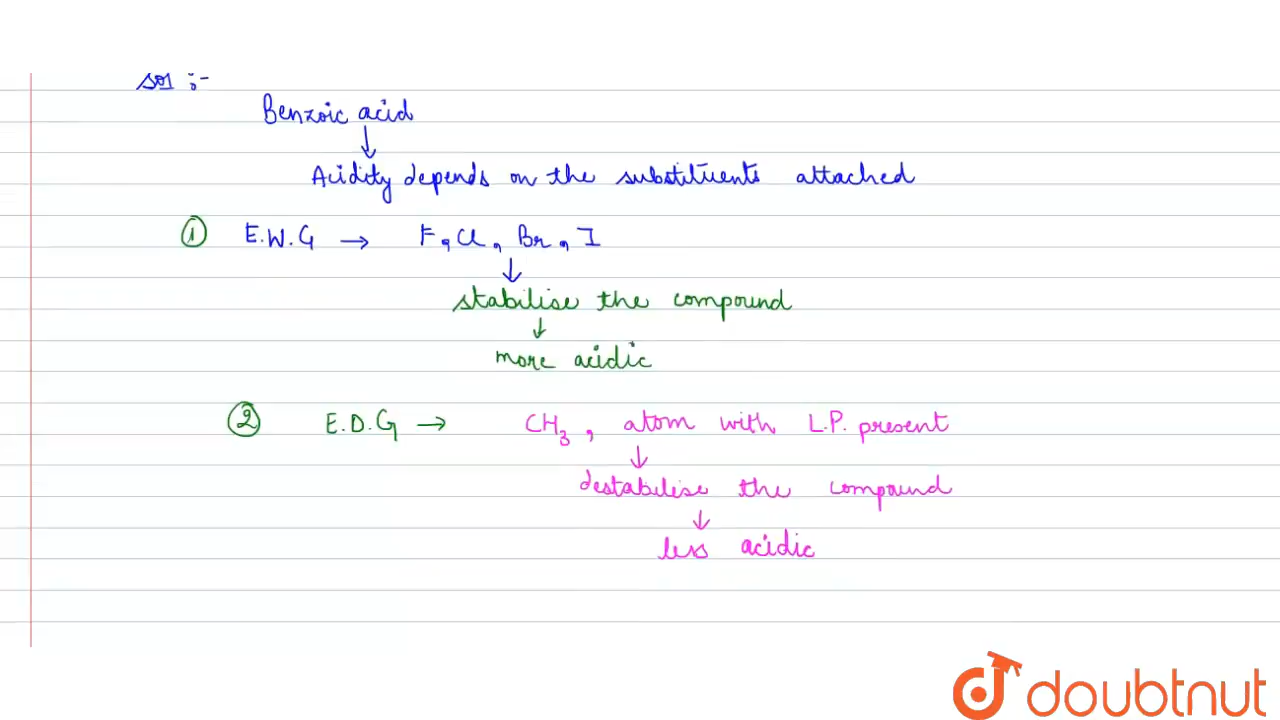 sol :-
Benzoic acid
↓
Acidity depends on the substituents attached
① E.W.G → F, Cl, Br, I
↓
stabilise the compound
↓
more acidic
② E.D.G → CH₃, atom with L.P. present
↓
destabilise the compound
↓
less acidic
doubtnut